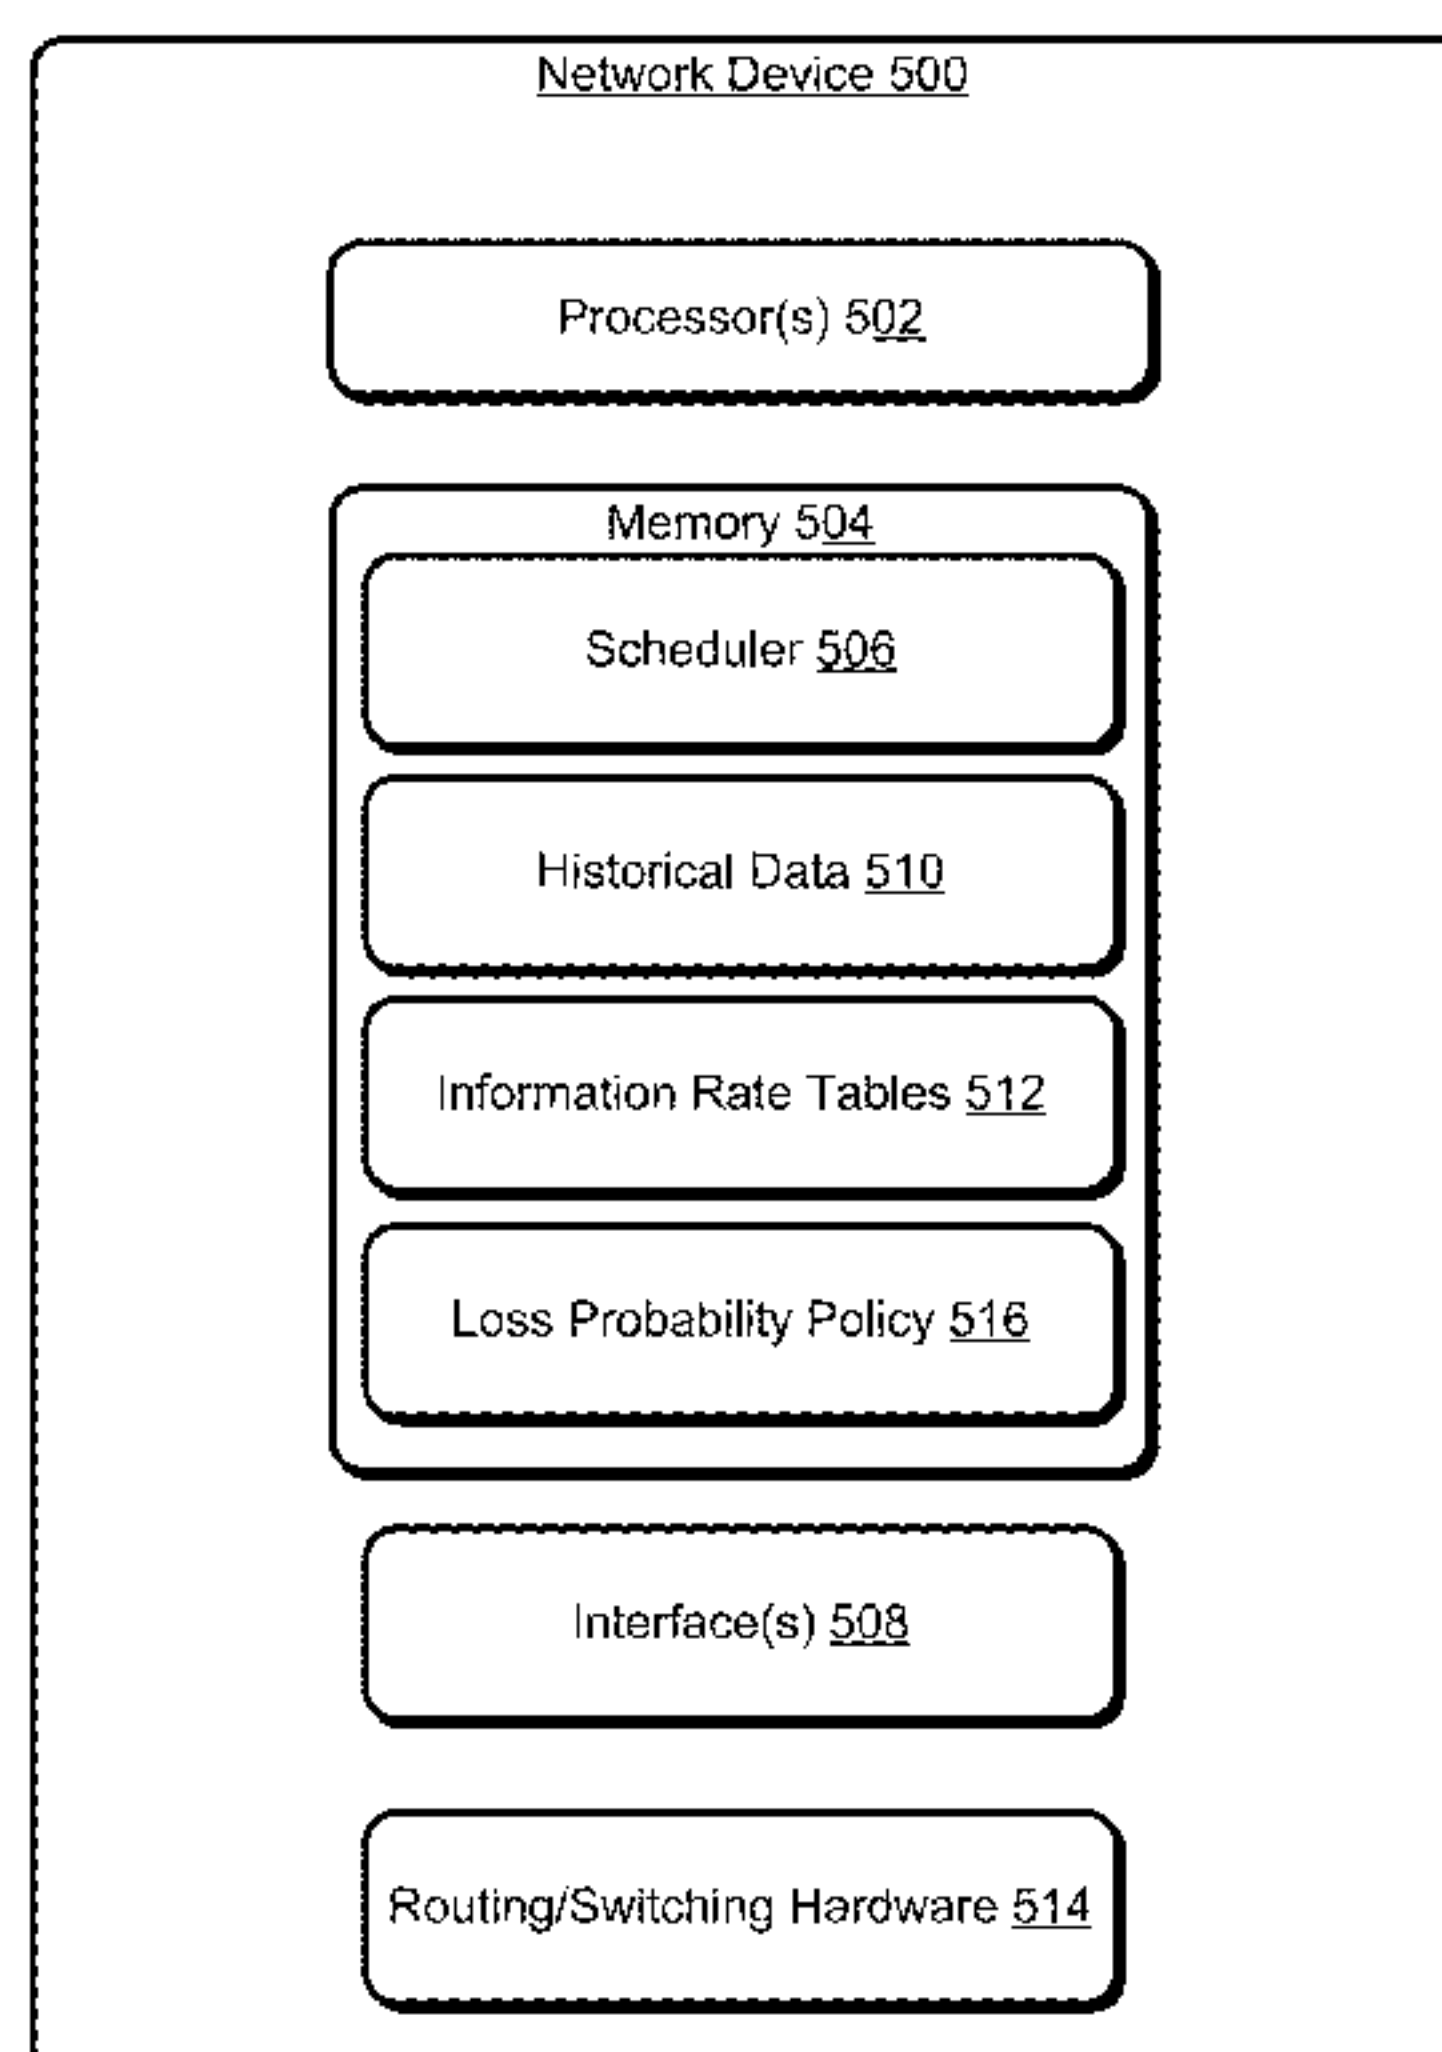 Network Device 500
Processor(s) 502
Memory 504
Scheduler 506
Historical Data 510
Information Rate Tables 512
Loss Probability Policy 516
Interface(s) 508
Routing/Switching Hardware 514